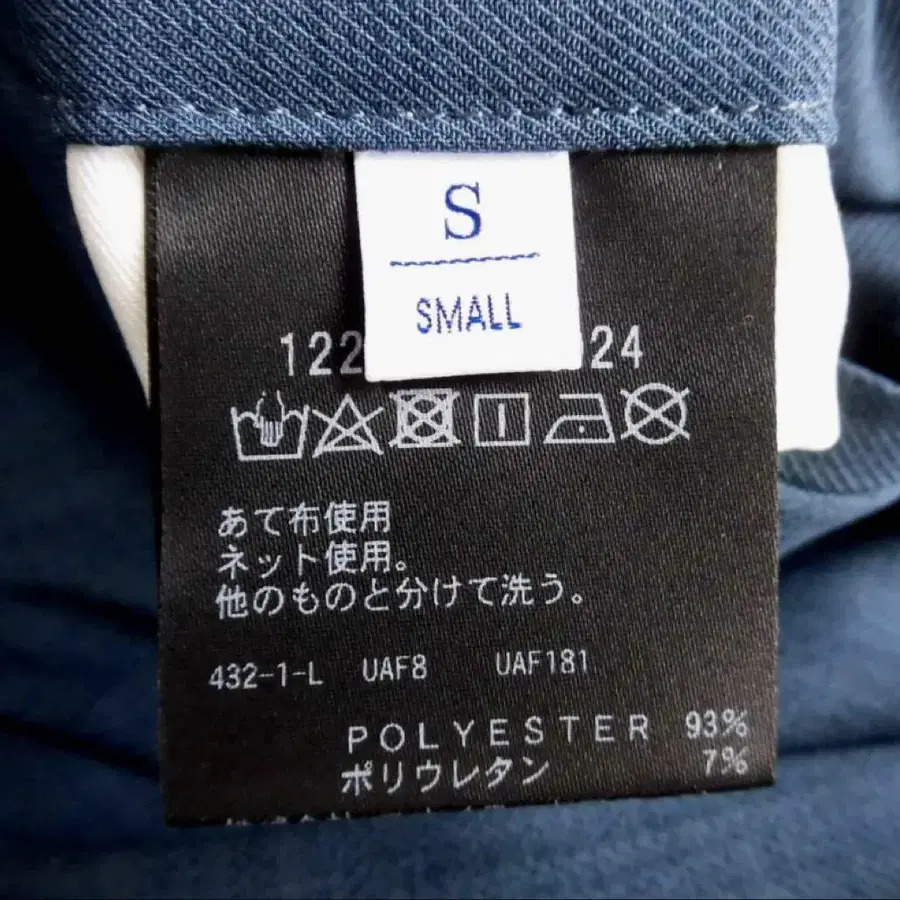 S
SMALL
122 24
あて布使用
ネット使用。
他のものと分けて洗う。
432-1-L UAF8 UAF181
POLYESTER 93%
ポリウレタン 7%